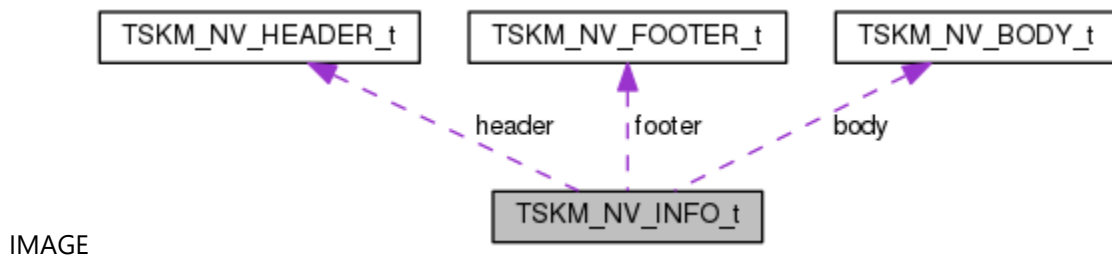 TSKM_NV_HEADER_t
TSKM_NV_FOOTER_t
TSKM_NV_BODY_t
header
footer
body
TSKM_NV_INFO_t
IMAGE